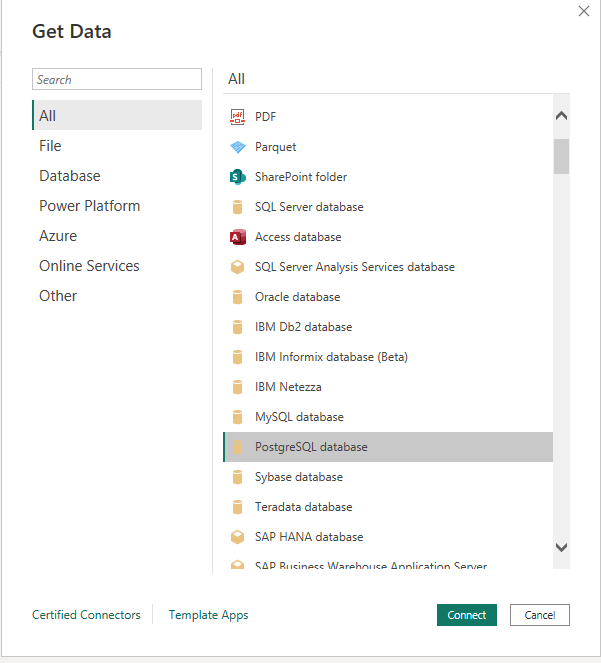 Get Data
Search
All
File
Database
Power Platform
Azure
Online Services
Other
All
pdf
PDF
Parquet
S
SharePoint folder
SQL Server database
A
Access database
SQL Server Analysis Services database
Oracle database
IBM Db2 database
IBM Informix database (Beta)
IBM Netezza
MySQL database
PostgreSQL database
Sybase database
Teradata database
SAP HANA database
SAP Business Warehouse Application Server
Certified Connectors
Template Apps
Connect
Cancel